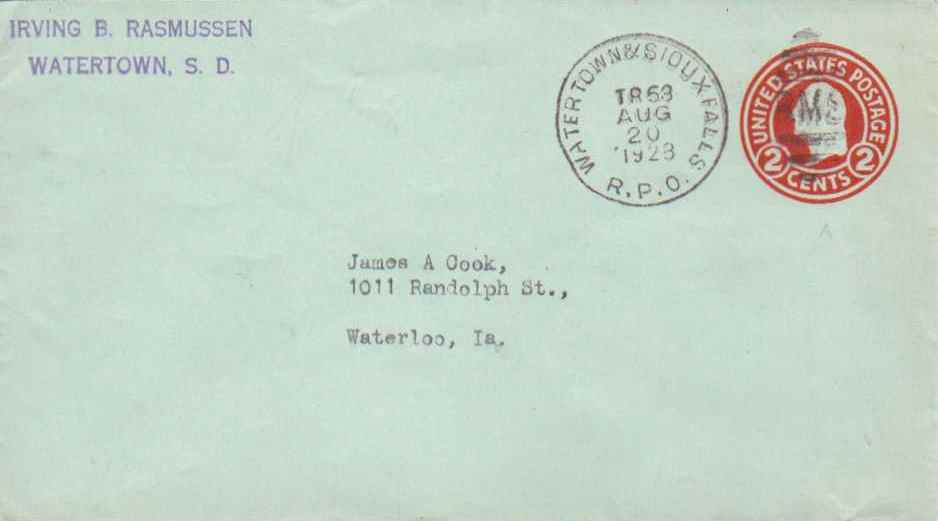 IRVING B. RASMUSSEN
WATERTOWN, S. D.
WATERTOWN & SIOUX FALLS
TR 63
AUG
20
1928
R.P.O.
UNITED STATES POSTAGE
2 2
CENTS
James A Cook,
1011 Randolph St.,
Waterloo, Ia.